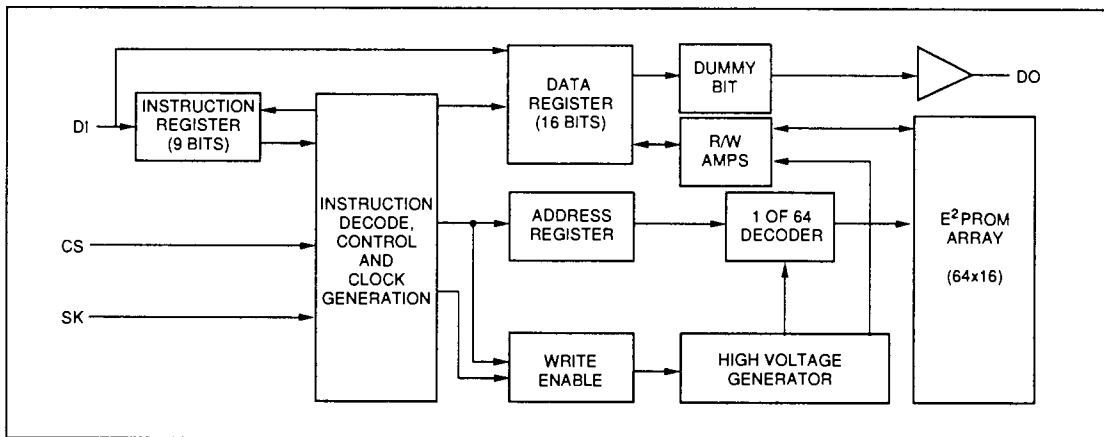 DI
INSTRUCTION
REGISTER
(9 BITS)
CS
SK
INSTRUCTION
DECODE,
CONTROL
AND
CLOCK
GENERATION
DATA
REGISTER
(16 BITS)
DUMMY
BIT
DO
R/W
AMPS
ADDRESS
REGISTER
1 OF 64
DECODER
WRITE
ENABLE
HIGH VOLTAGE
GENERATOR
E²PROM
ARRAY
(64x16)